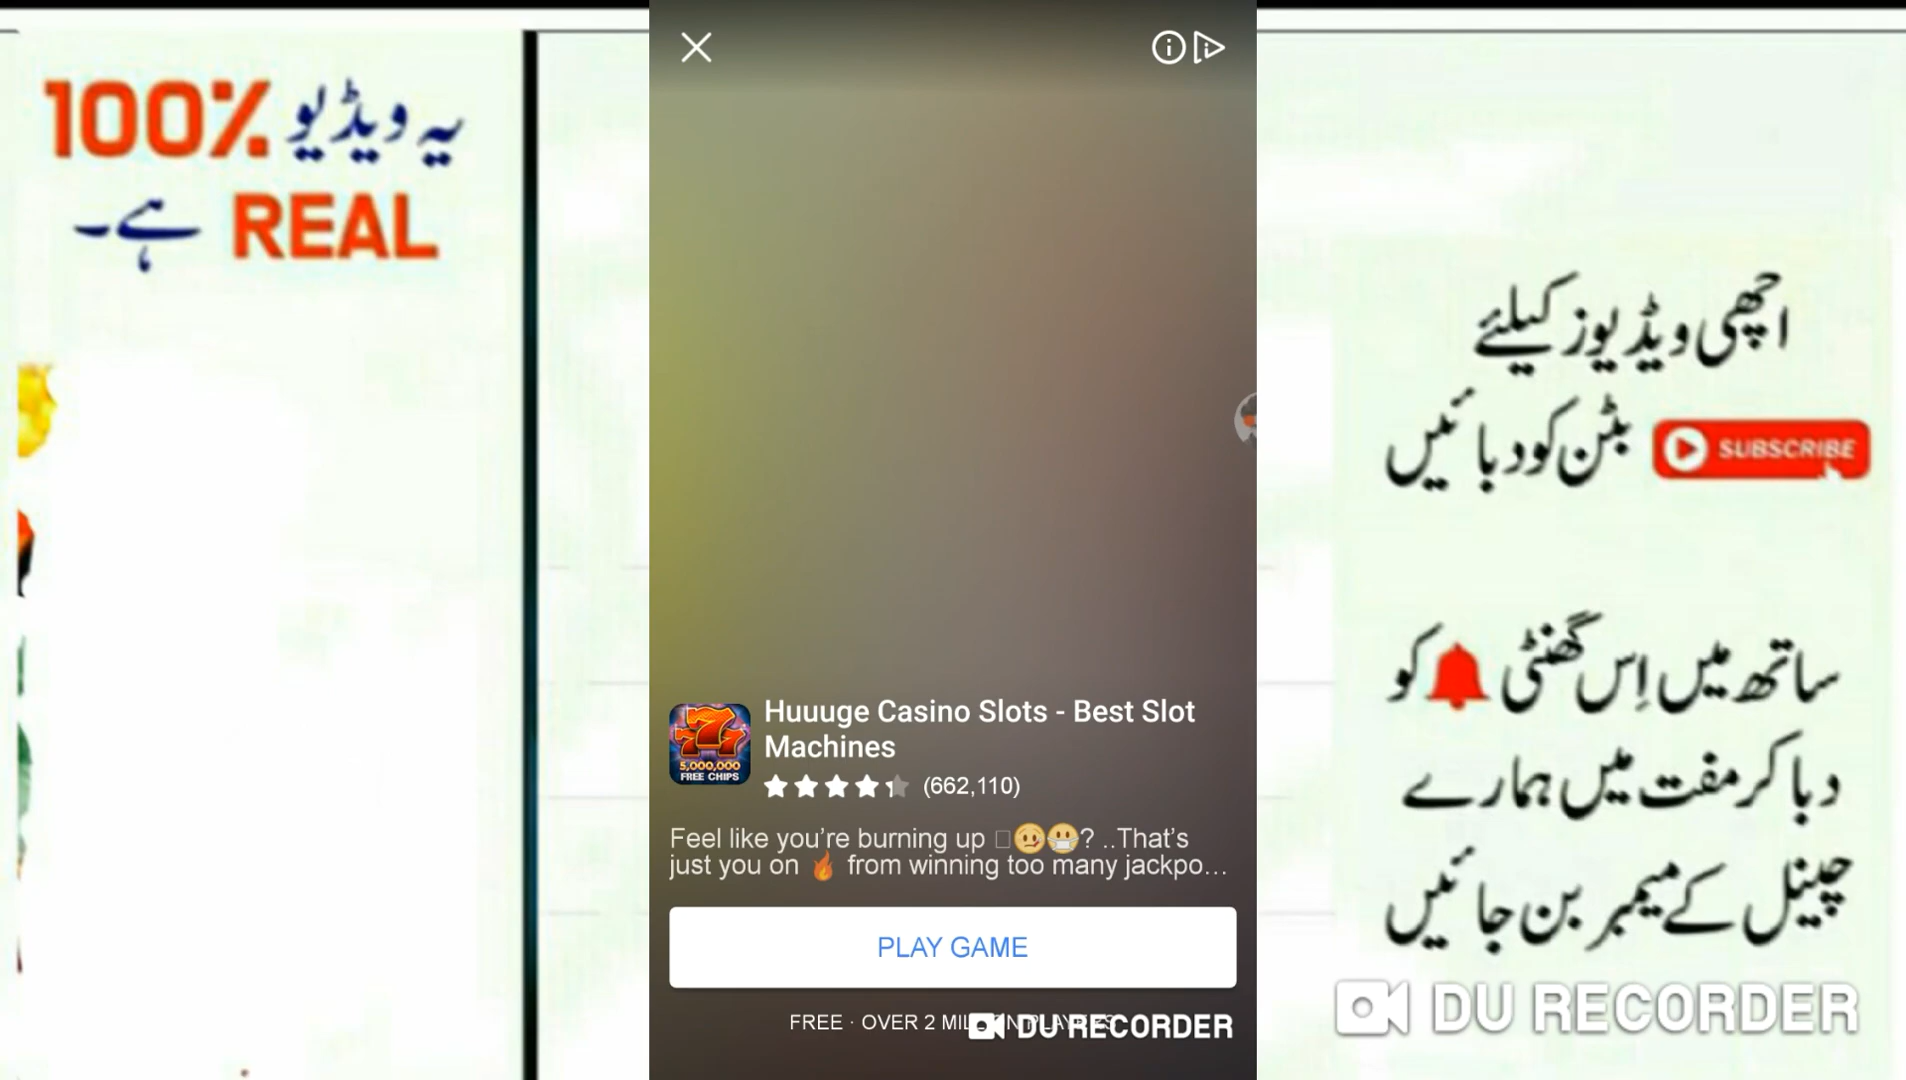 یہ ویڈیو 100%
REAL ہے۔
Huuuge Casino Slots - Best Slot
Machines
777
5,000,000
FREE CHIPS
(662,110)
Feel like you're burning up 🤒😷? ..That's
just you on 🔥 from winning too many jackpo...
PLAY GAME
FREE · OVER 2 MIL
DU RECORDER
اچھی ویڈیوز کیلئے
SUBSCRIBE بٹن کو دبائیں
ساتھ میں اِس گھنٹی کو
دبا کر مفت میں ہمارے
چینل کے میمبر بن جائیں
DU RECORDER